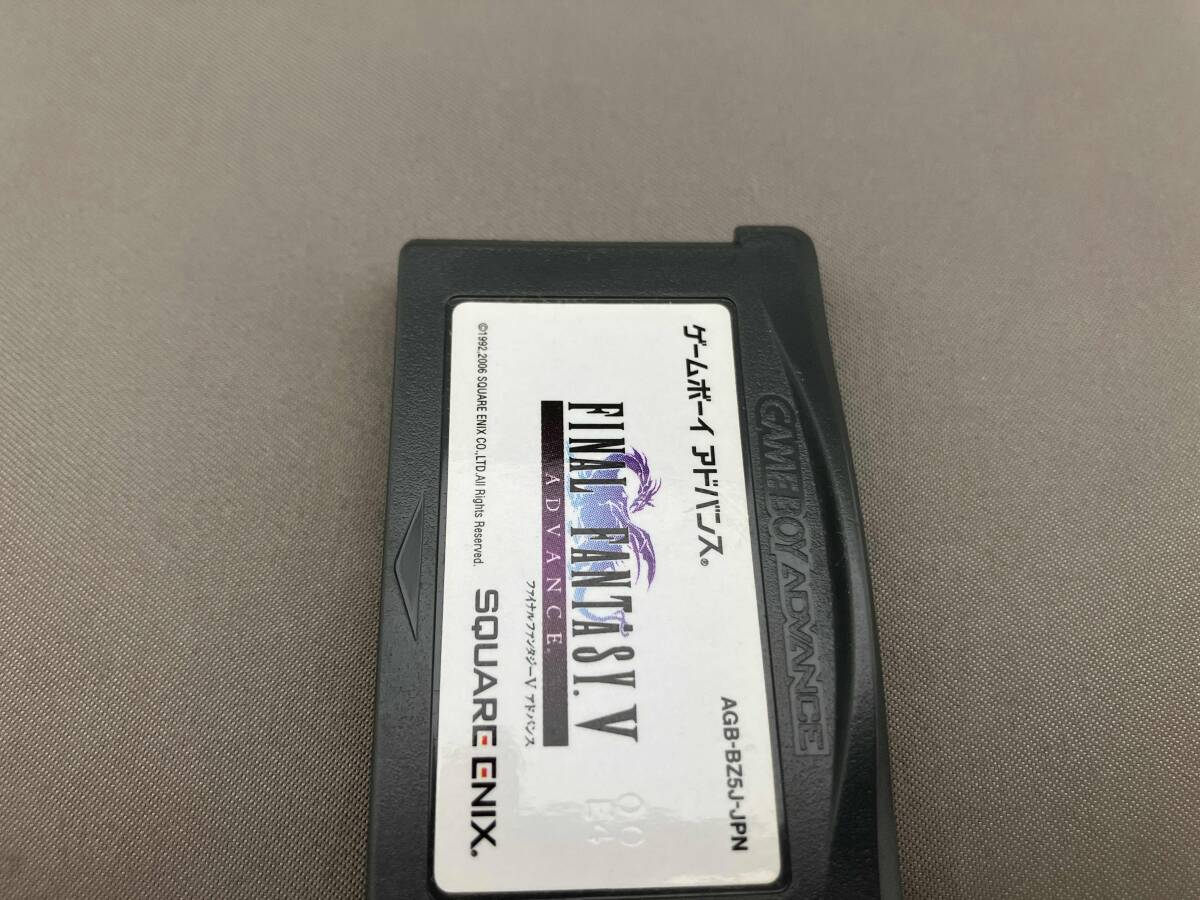 GAME BOY ADVANCE
ゲームボーイ アドバンス®
AGB-BZ5J-JPN
FINAL FANTASY. V
ADVANCE.
ファイナルファンタジーV アドバンス
©1992,2006 SQUARE ENIX CO.,LTD.All Rights Reserved.
SQUARE ENIX.